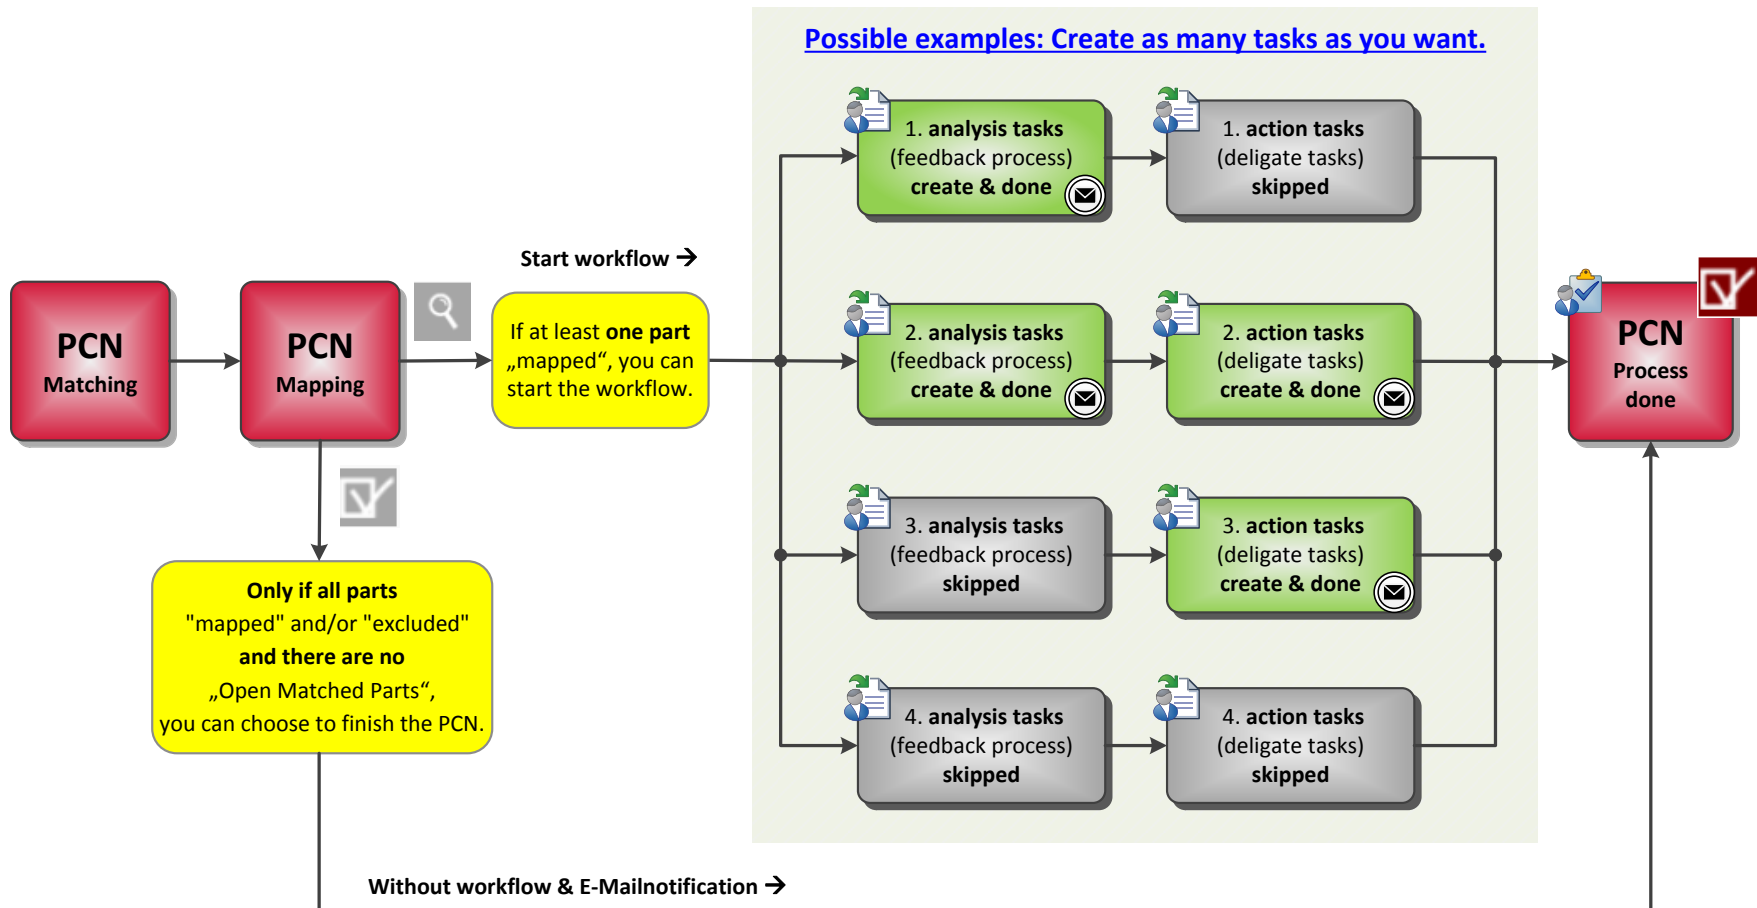 Possible examples: Create as many tasks as you want.
1. analysis tasks
(feedback process)
create & done
1. action tasks
(deligate tasks)
skipped
Start workflow →
PCN
Matching
PCN
Mapping
If at least one part
„mapped“, you can
start the workflow.
2. analysis tasks
(feedback process)
create & done
2. action tasks
(deligate tasks)
create & done
PCN
Process
done
3. analysis tasks
(feedback process)
skipped
3. action tasks
(deligate tasks)
create & done
Only if all parts
"mapped" and/or "excluded"
and there are no
„Open Matched Parts“,
you can choose to finish the PCN.
4. analysis tasks
(feedback process)
skipped
4. action tasks
(deligate tasks)
skipped
Without workflow & E-Mailnotification →